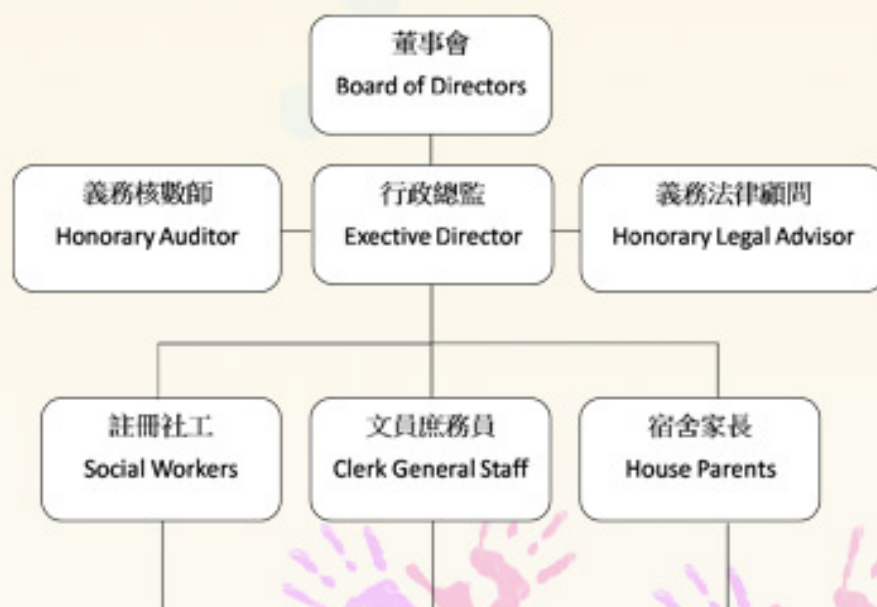 董事會
Board of Directors
義務核數師
Honorary Auditor
行政總監
Exective Director
義務法律顧問
Honorary Legal Advisor
註冊社工
Social Workers
文員庶務員
Clerk General Staff
宿舍家長
House Parents